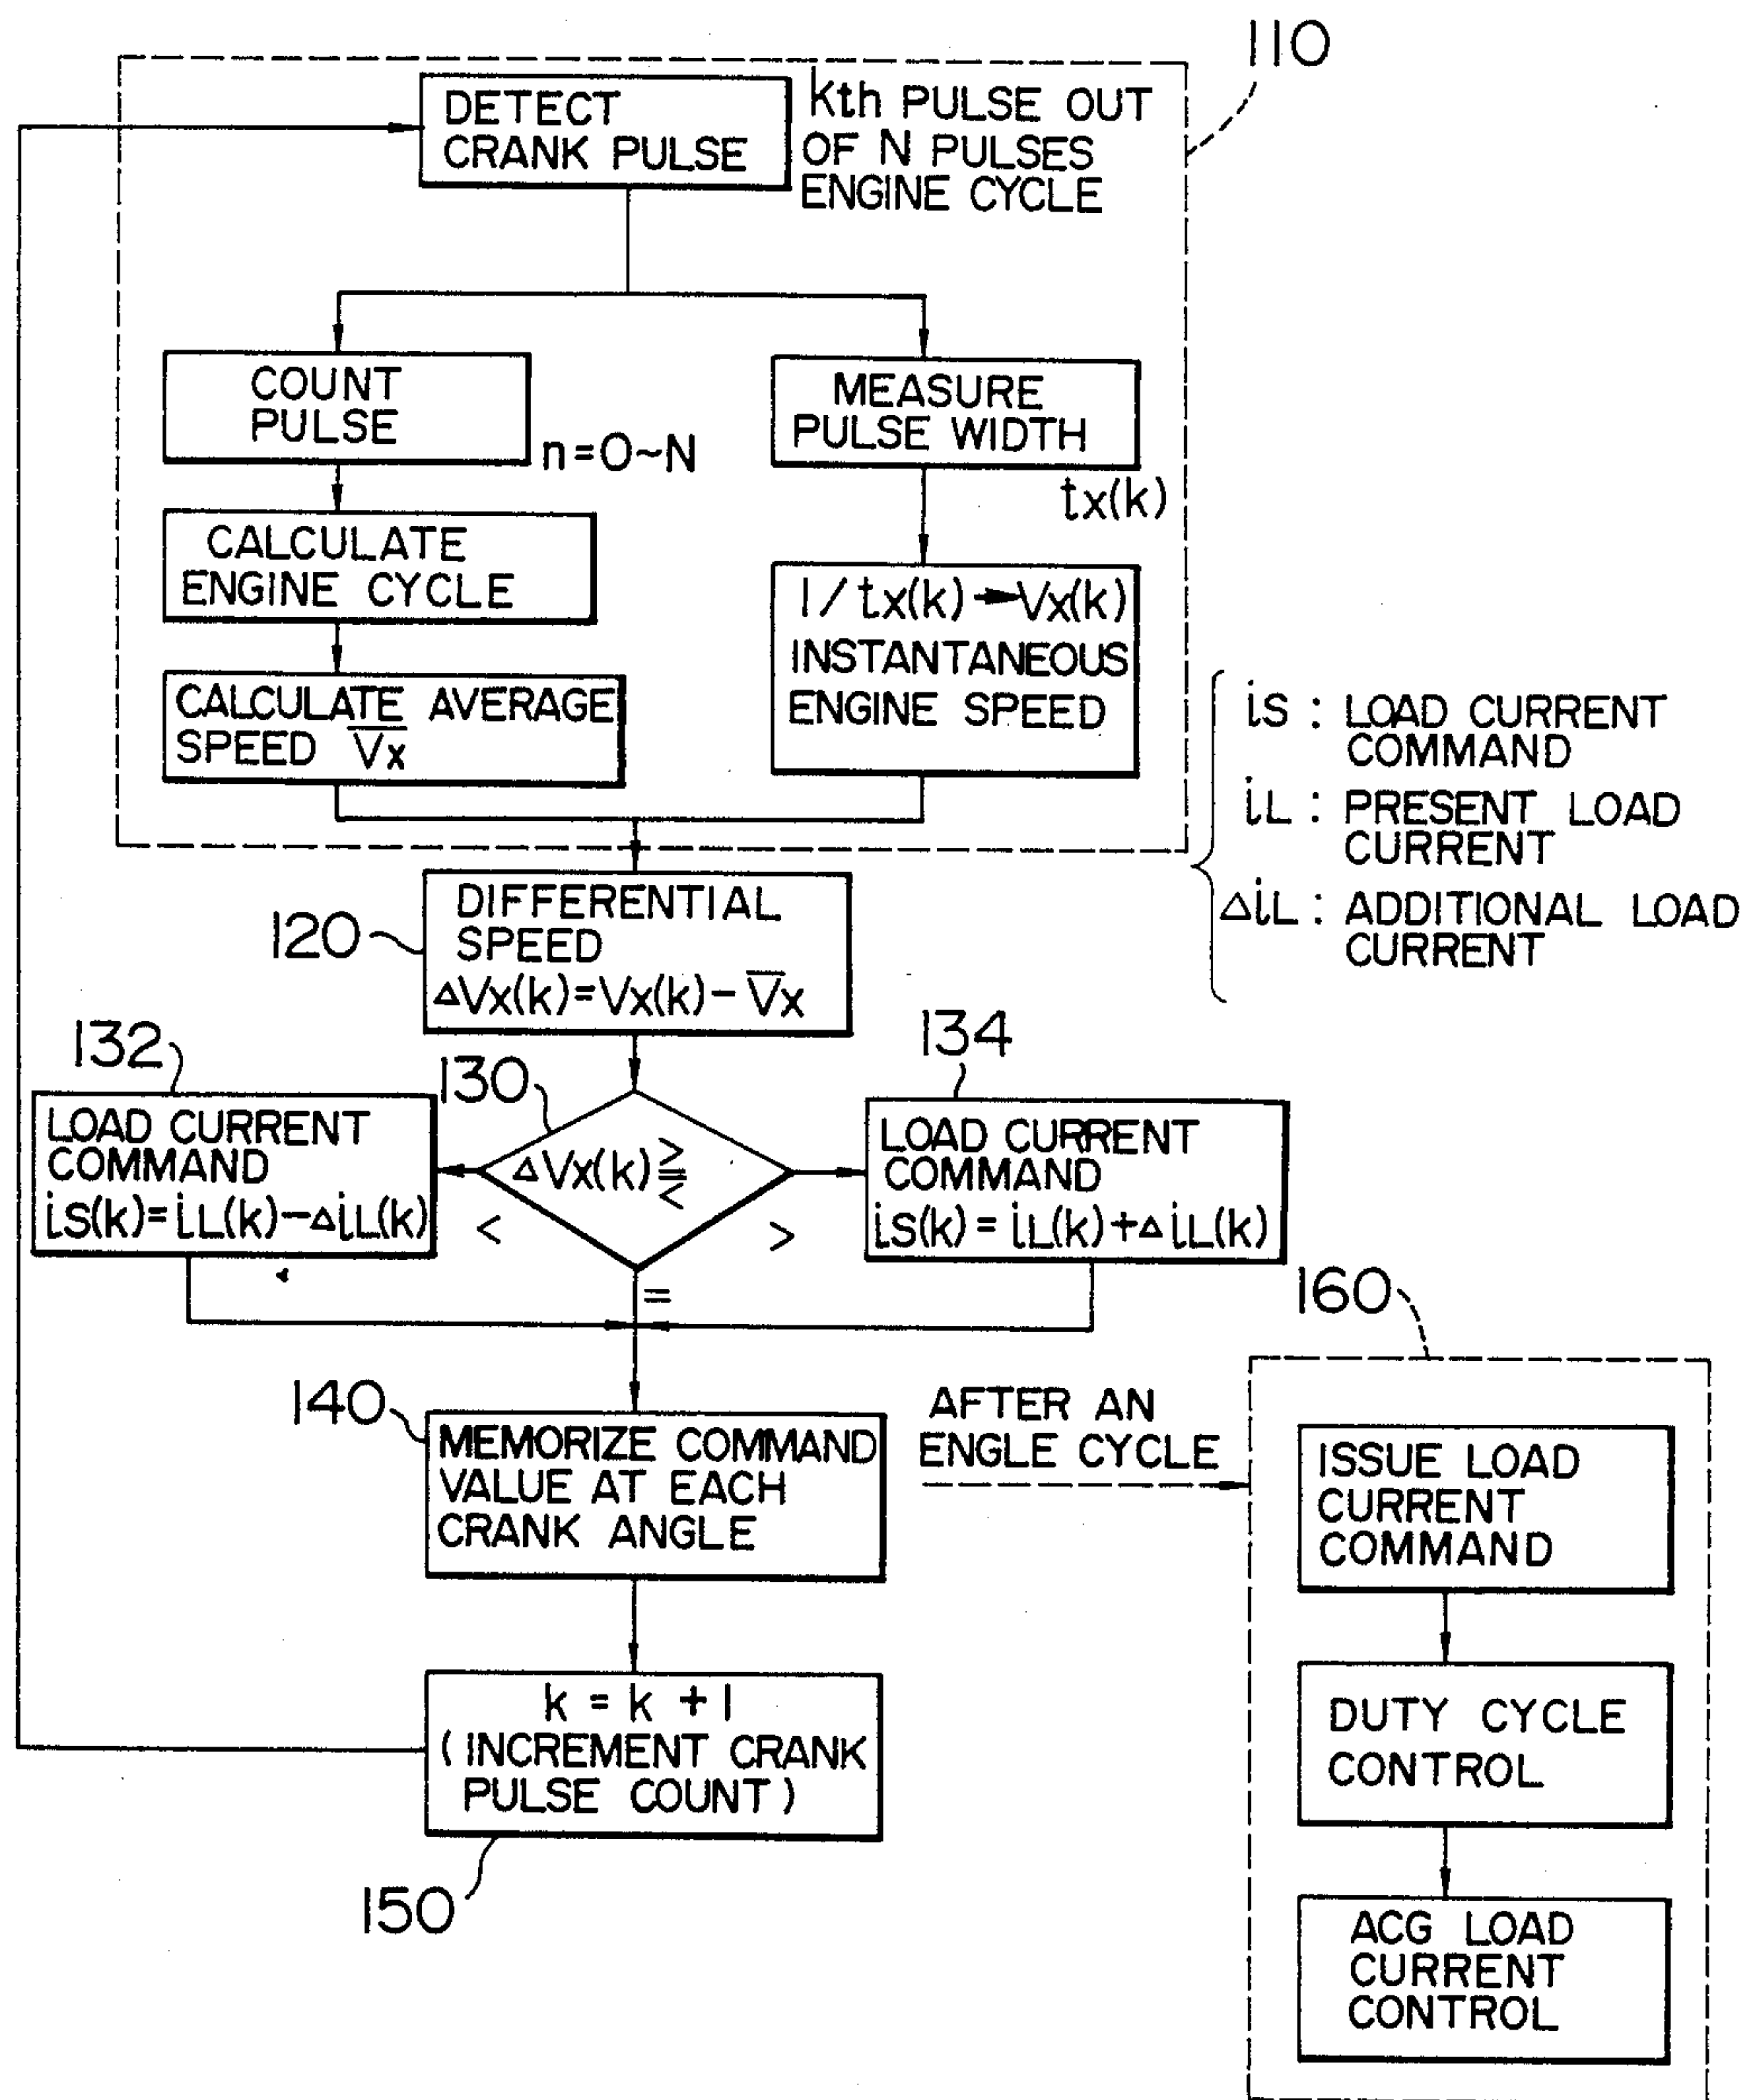 110
DETECT
CRANK PULSE
kth PULSE OUT
OF N PULSES
ENGINE CYCLE
COUNT
PULSE
n=0~N
MEASURE
PULSE WIDTH
tx(k)
CALCULATE
ENGINE CYCLE
1/tx(k)→Vx(k)
INSTANTANEOUS
ENGINE SPEED
CALCULATE AVERAGE
SPEED V̅x
is : LOAD CURRENT
COMMAND
iL : PRESENT LOAD
CURRENT
ΔiL : ADDITIONAL LOAD
CURRENT
120
DIFFERENTIAL
SPEED
ΔVx(k)=Vx(k)-V̅x
132
LOAD CURRENT
COMMAND
is(k)=iL(k)-ΔiL(k)
130
ΔVx(k)⋛
<
>
=
134
LOAD CURRENT
COMMAND
is(k)=iL(k)+ΔiL(k)
140
MEMORIZE COMMAND
VALUE AT EACH
CRANK ANGLE
AFTER AN
ENGLE CYCLE
150
k = k + 1
(INCREMENT CRANK
PULSE COUNT)
160
ISSUE LOAD
CURRENT
COMMAND
DUTY CYCLE
CONTROL
ACG LOAD
CURRENT
CONTROL